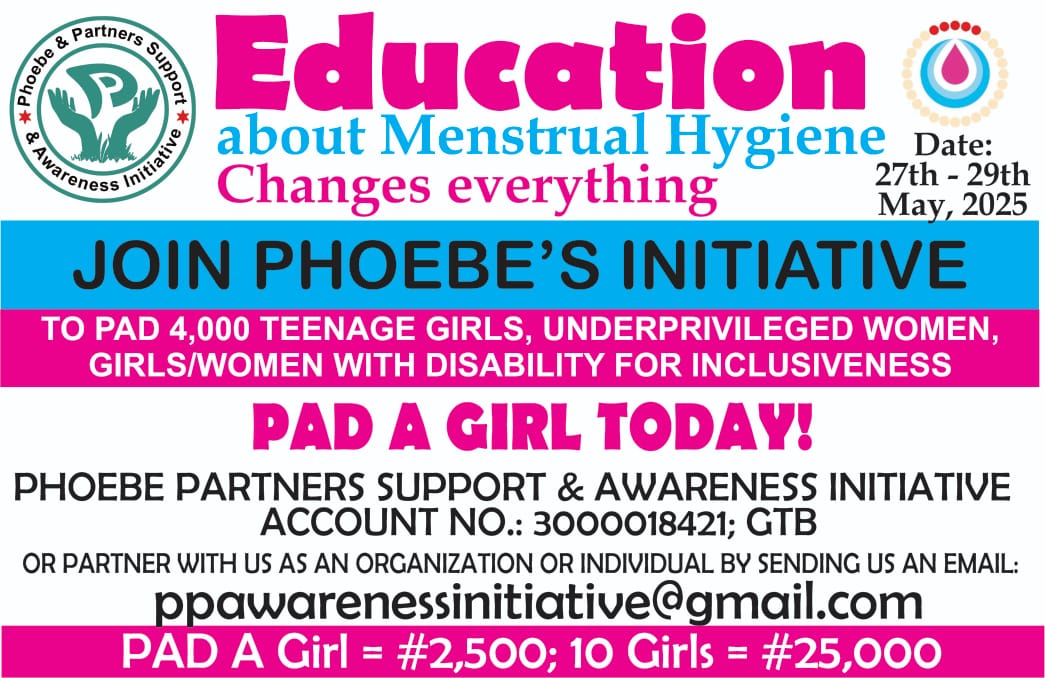 Phoebe & Partners Support
& Awareness Initiative
P
Education
about Menstrual Hygiene
Changes everything
Date:
27th - 29th
May, 2025
JOIN PHOEBE'S INITIATIVE
TO PAD 4,000 TEENAGE GIRLS, UNDERPRIVILEGED WOMEN,
GIRLS/WOMEN WITH DISABILITY FOR INCLUSIVENESS
PAD A GIRL TODAY!
PHOEBE PARTNERS SUPPORT & AWARENESS INITIATIVE
ACCOUNT NO.: 3000018421; GTB
OR PARTNER WITH US AS AN ORGANIZATION OR INDIVIDUAL BY SENDING US AN EMAIL:
ppawarenessinitiative@gmail.com
PAD A Girl = #2,500; 10 Girls = #25,000